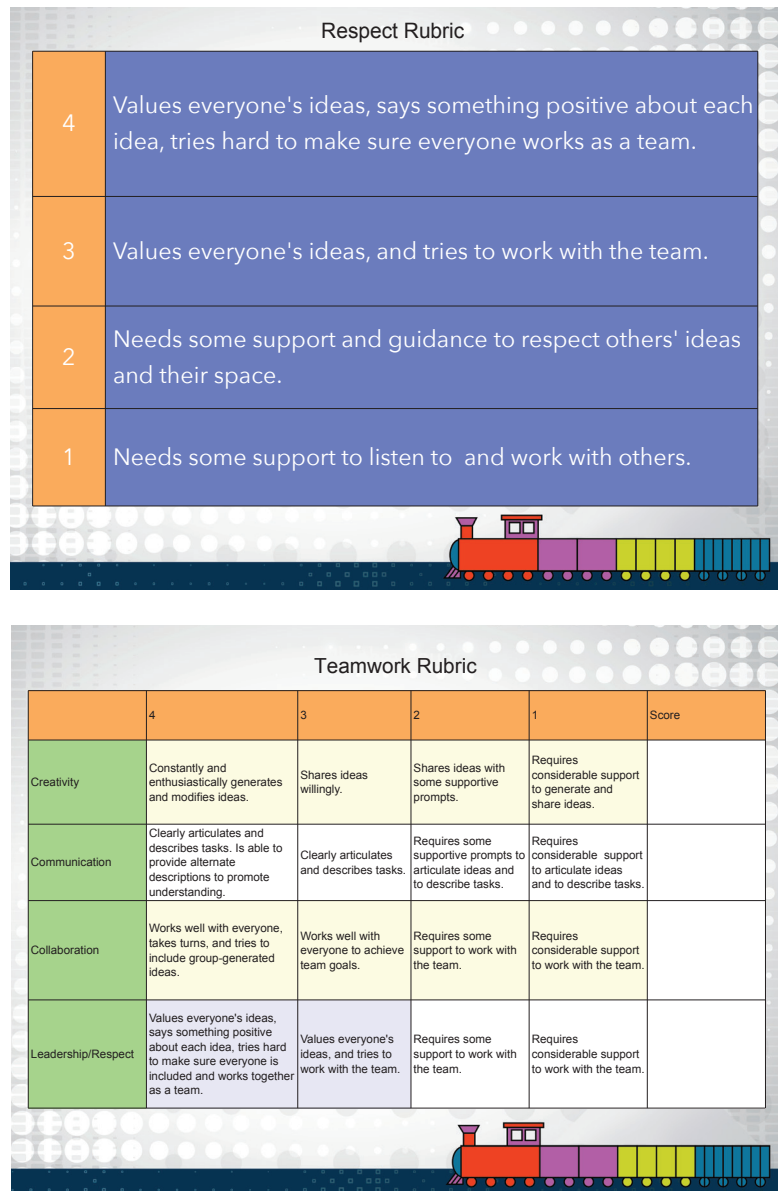 Respect Rubric
4
Values everyone's ideas, says something positive about each
idea, tries hard to make sure everyone works as a team.
3
Values everyone's ideas, and tries to work with the team.
2
Needs some support and guidance to respect others' ideas
and their space.
1
Needs some support to listen to  and work with others.
Teamwork Rubric
4
3
2
1
Score
Creativity
Constantly and
enthusiastically generates
and modifies ideas.
Shares ideas
willingly.
Shares ideas with
some supportive
prompts.
Requires
considerable support
to generate and
share ideas.
Communication
Clearly articulates and
describes tasks. Is able to
provide alternate
descriptions to promote
understanding.
Clearly articulates
and describes tasks.
Requires some
supportive prompts to
articulate ideas and
to describe tasks.
Requires
considerable  support
to articulate ideas
and to describe tasks.
Collaboration
Works well with everyone,
takes turns, and tries to
include group-generated
ideas.
Works well with
everyone to achieve
team goals.
Requires some
support to work with
the team.
Requires
considerable support
to work with the team.
Leadership/Respect
Values everyone's ideas,
says something positive
about each idea, tries hard
to make sure everyone is
included and works together
as a team.
Values everyone's
ideas, and tries to
work with the team.
Requires some
support to work with
the team.
Requires
considerable support
to work with the team.